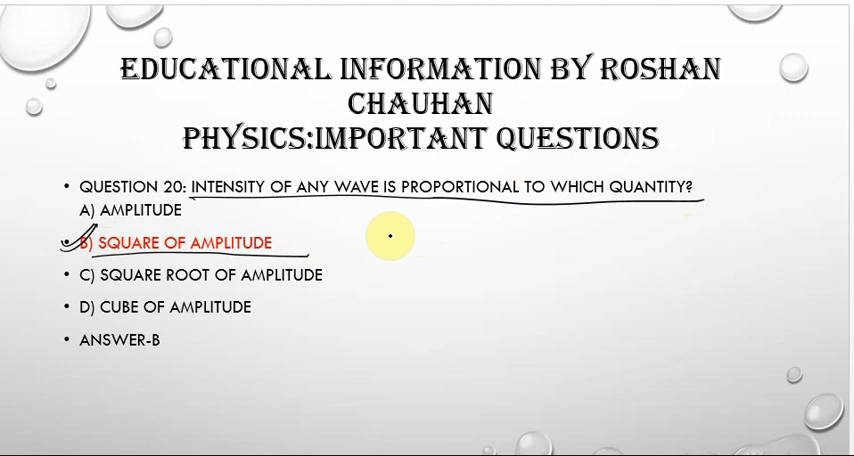 EDUCATIONAL INFORMATION BY ROSHAN
CHAUHAN
PHYSICS:IMPORTANT QUESTIONS
• QUESTION 20: INTENSITY OF ANY WAVE IS PROPORTIONAL TO WHICH QUANTITY?
A) AMPLITUDE
• B) SQUARE OF AMPLITUDE
• C) SQUARE ROOT OF AMPLITUDE
• D) CUBE OF AMPLITUDE
• ANSWER-B